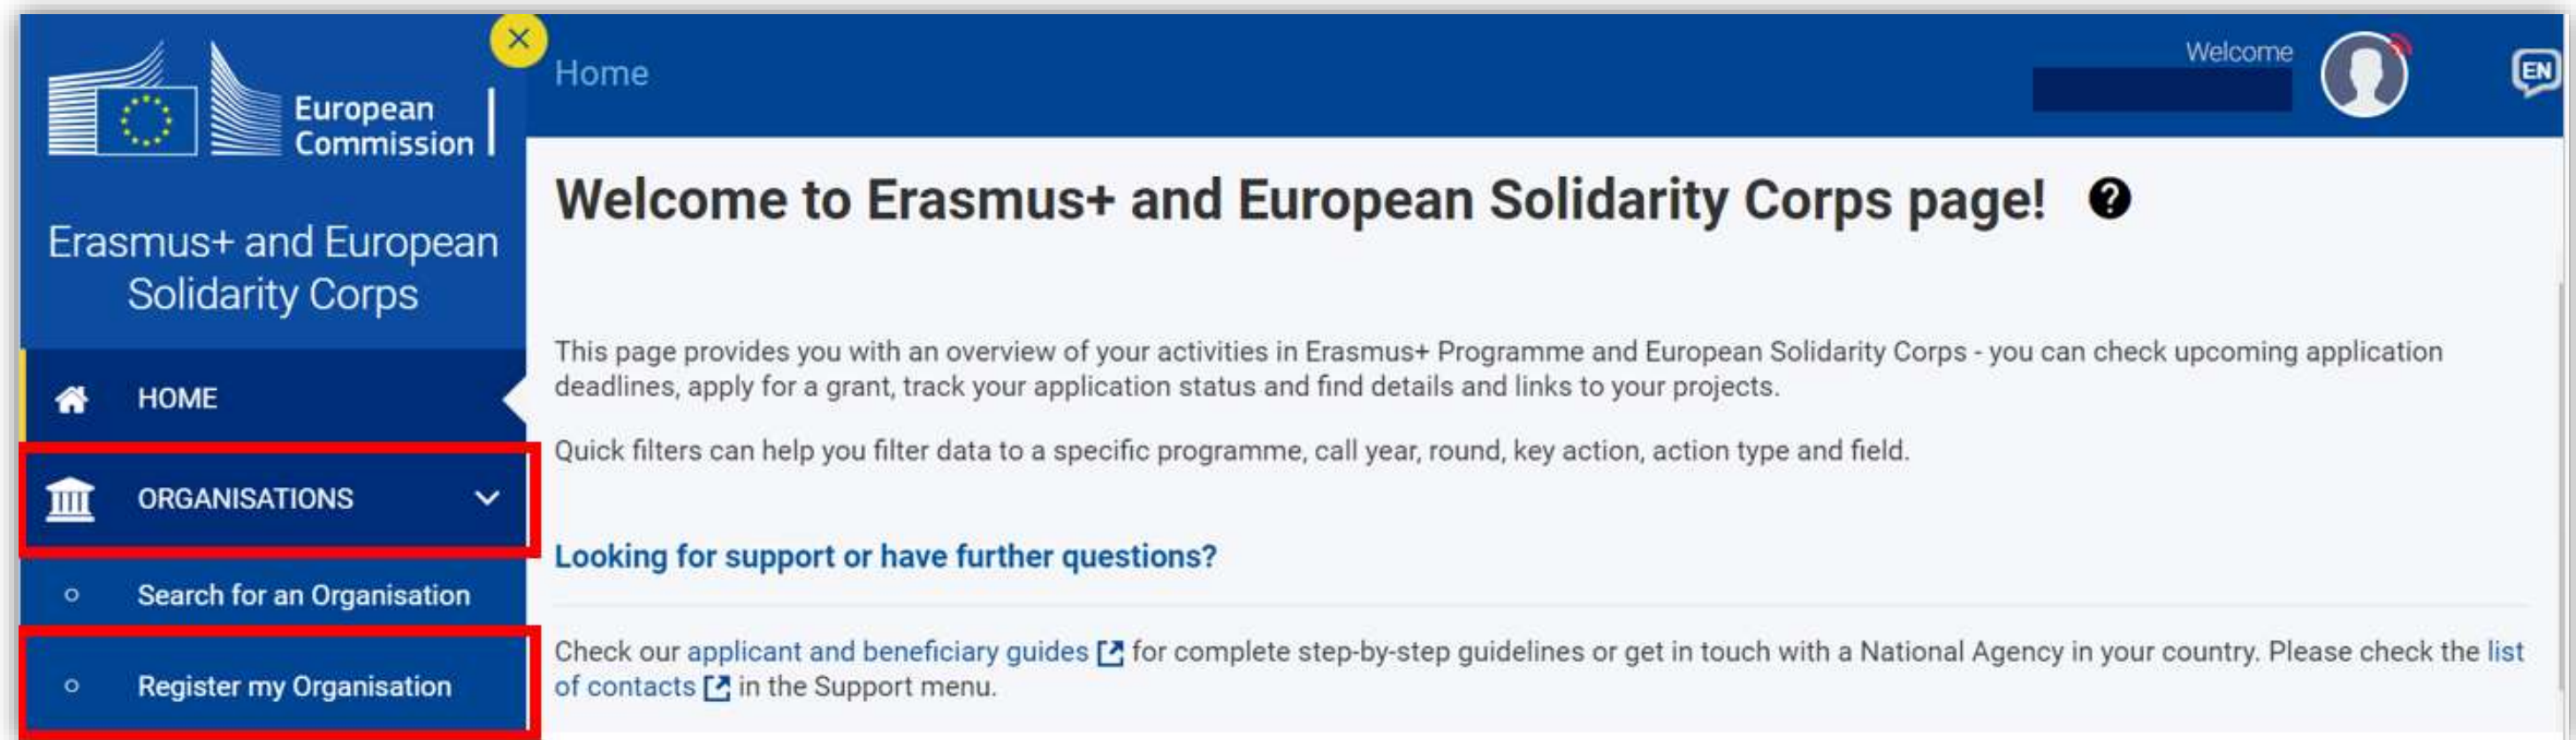 European
Commission
Erasmus+ and European
Solidarity Corps
HOME
ORGANISATIONS
Search for an Organisation
Register my Organisation
Home
Welcome
EN
Welcome to Erasmus+ and European Solidarity Corps page!
This page provides you with an overview of your activities in Erasmus+ Programme and European Solidarity Corps - you can check upcoming application
deadlines, apply for a grant, track your application status and find details and links to your projects.
Quick filters can help you filter data to a specific programme, call year, round, key action, action type and field.
Looking for support or have further questions?
Check our applicant and beneficiary guides for complete step-by-step guidelines or get in touch with a National Agency in your country. Please check the list
of contacts in the Support menu.